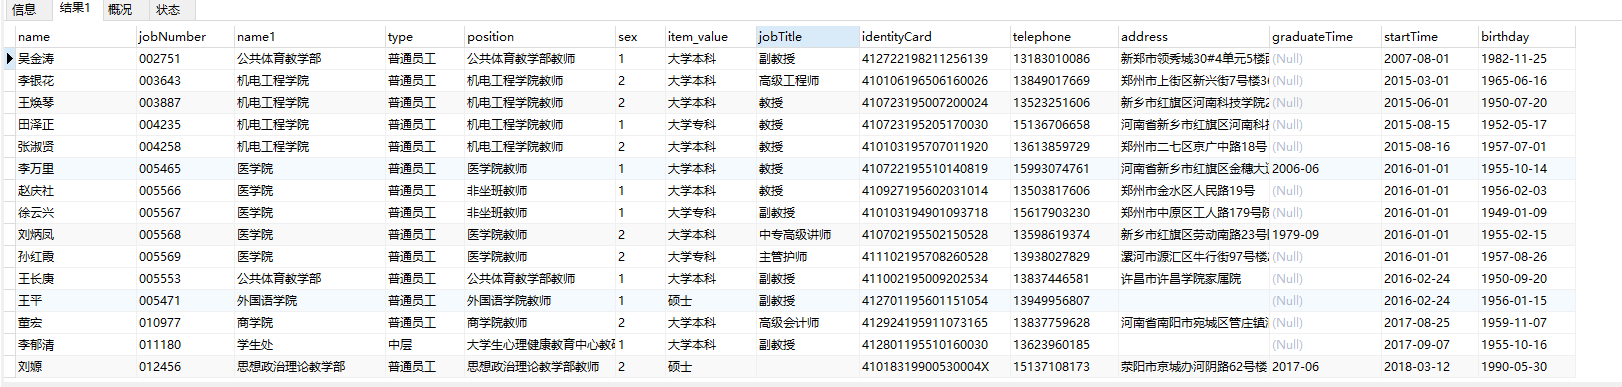 信息 结果1 概况 状态
name jobNumber name1 type position sex item_value jobTitle identityCard telephone address graduateTime startTime birthday
吴金涛 002751 公共体育教学部 普通员工 公共体育教学部教师 1 大学本科 副教授 412722198211256139 13183010086 新郑市领秀城30#4单元5楼 (Null) 2007-08-01 1982-11-25
李银花 003643 机电工程学院 普通员工 机电工程学院教师 2 大学本科 高级工程师 410106196506160026 13849017669 郑州市上街区新兴街7号楼3 (Null) 2015-03-01 1965-06-16
王焕琴 003887 机电工程学院 普通员工 机电工程学院教师 2 大学本科 教授 410723195007200024 13523251606 新乡市红旗区河南科技学院2 (Null) 2015-06-01 1950-07-20
田泽正 004235 机电工程学院 普通员工 机电工程学院教师 1 大学专科 教授 410723195205170030 15136706658 河南省新乡市红旗区河南科技 (Null) 2015-08-15 1952-05-17
张淑贤 004258 机电工程学院 普通员工 机电工程学院教师 2 大学本科 教授 410103195707011920 13613859729 郑州市二七区京广中路18号 (Null) 2015-08-16 1957-07-01
李万里 005465 医学院 普通员工 医学院教师 1 大学本科 教授 410722195510140819 15993074761 河南省新乡市红旗区金穗大道 2006-06 2016-01-01 1955-10-14
赵庆社 005566 医学院 普通员工 非坐班教师 1 大学本科 教授 410927195602031014 13503817606 郑州市金水区人民路19号 (Null) 2016-01-01 1956-02-03
徐云兴 005567 医学院 普通员工 非坐班教师 1 大学专科 副教授 410103194901093718 15617903230 郑州市中原区工人路179号院 (Null) 2016-01-01 1949-01-09
刘炳凤 005568 医学院 普通员工 医学院教师 2 大学本科 中专高级讲师 410702195502150528 13598619374 新乡市红旗区劳动南路23号 1979-09 2016-01-01 1955-02-15
孙红霞 005569 医学院 普通员工 医学院教师 2 大学专科 主管护师 411102195708260528 13938027829 漯河市源汇区牛行街97号楼 (Null) 2016-01-01 1957-08-26
王长庚 005553 公共体育教学部 普通员工 公共体育教学部教师 1 大学本科 副教授 411002195009202534 13837446581 许昌市许昌学院家属院 (Null) 2016-02-24 1950-09-20
王平 005471 外国语学院 普通员工 外国语学院教师 1 硕士 副教授 412701195601151054 13949956807 (Null) 2016-02-24 1956-01-15
董宏 010977 商学院 普通员工 商学院教师 2 大学本科 高级会计师 412924195911073165 13837759628 河南省南阳市宛城区管庄镇 (Null) 2017-08-25 1959-11-07
李郁清 011180 学生处 中层 大学生心理健康教育中心教研 1 大学本科 副教授 412801195510160030 13623960185 (Null) 2017-09-07 1955-10-16
刘嫄 012456 思想政治理论教学部 普通员工 思想政治理论教学部教师 2 硕士 41018319900530004X 15137108173 荥阳市京城办河阴路62号楼 2017-06 2018-03-12 1990-05-30